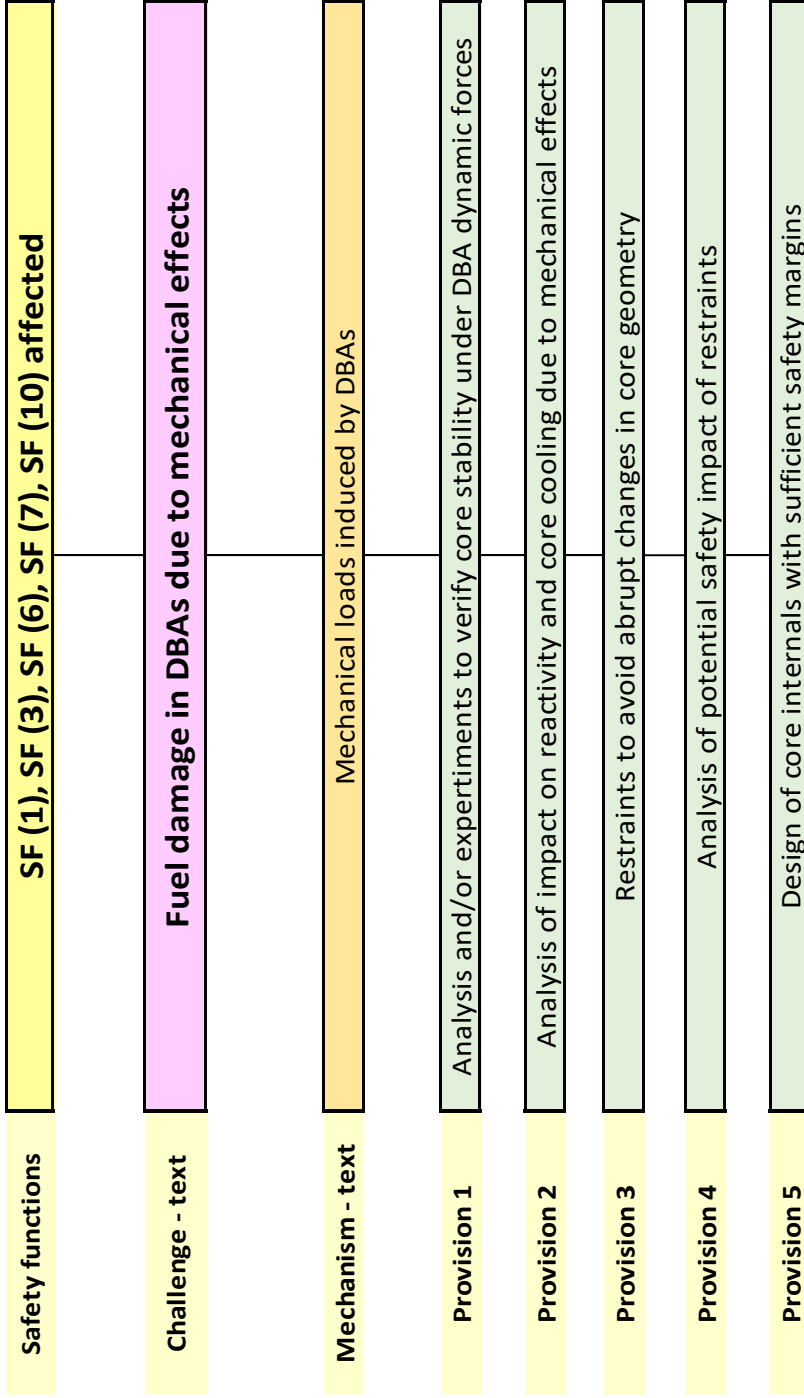 Safety functions
SF (1), SF (3), SF (6), SF (7), SF (10) affected
Challenge - text
Fuel damage in DBAs due to mechanical effects
Mechanism - text
Mechanical loads induced by DBAs
Provision 1
Analysis and/or expertiments to verify core stability under DBA dynamic forces
Provision 2
Analysis of impact on reactivity and core cooling due to mechanical effects
Provision 3
Restraints to avoid abrupt changes in core geometry
Provision 4
Analysis of potential safety impact of restraints
Provision 5
Design of core internals with sufficient safety margins